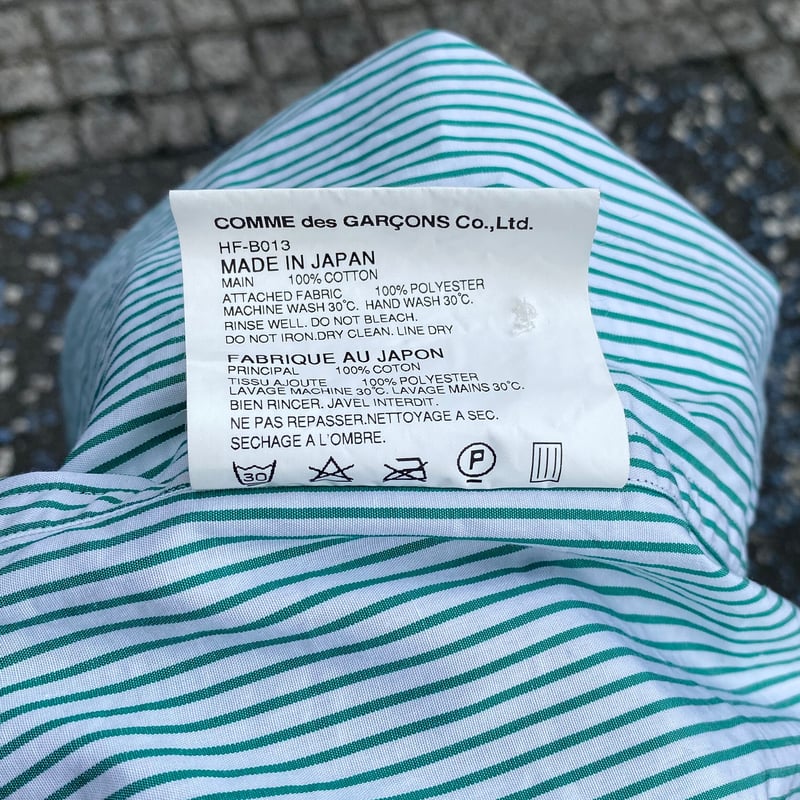 COMME des GARÇONS Co.,Ltd.
HF-B013
MADE IN JAPAN
MAIN 100% COTTON
ATTACHED FABRIC 100% POLYESTER
MACHINE WASH 30℃. HAND WASH 30℃.
RINSE WELL. DO NOT BLEACH.
DO NOT IRON.DRY CLEAN. LINE DRY
FABRIQUE AU JAPON
PRINCIPAL 100% COTON
TISSU AJOUTE 100% POLYESTER
LAVAGE MACHINE 30℃. LAVAGE MAINS 30℃.
BIEN RINCER. JAVEL INTERDIT.
NE PAS REPASSER.NETTOYAGE A SEC.
SECHAGE A L'OMBRE.
30 P